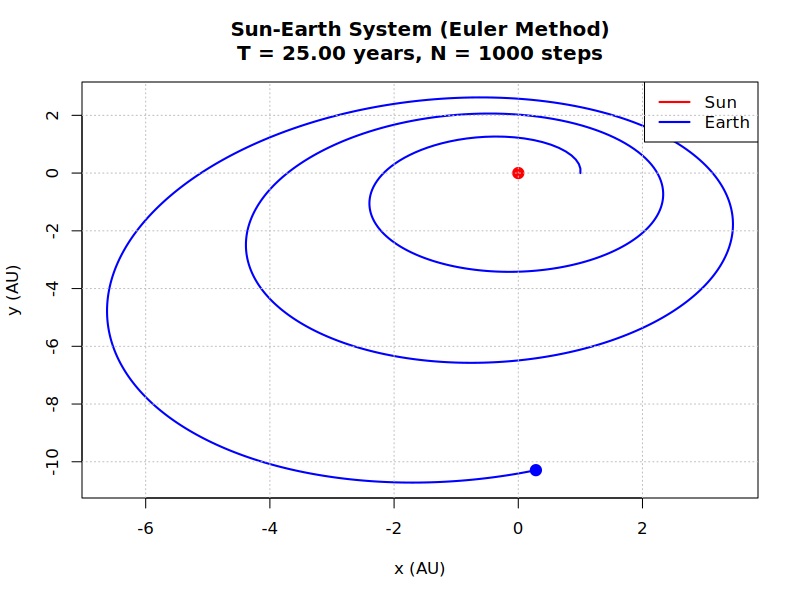 Sun-Earth System (Euler Method)
T = 25.00 years, N = 1000 steps
Sun
Earth
2
0
-2
-4
-6
-8
-10
y (AU)
-6 -4 -2 0 2
x (AU)